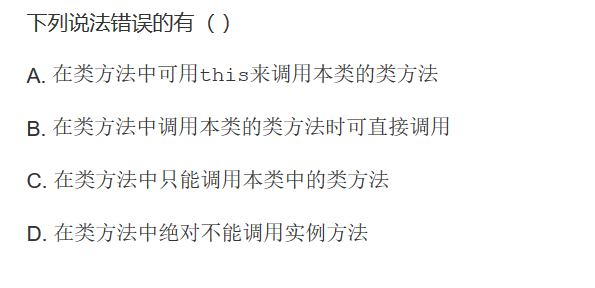 下列说法错误的有（ ）
A. 在类方法中可用this来调用本类的类方法
B. 在类方法中调用本类的类方法时可直接调用
C. 在类方法中只能调用本类中的类方法
D. 在类方法中绝对不能调用实例方法